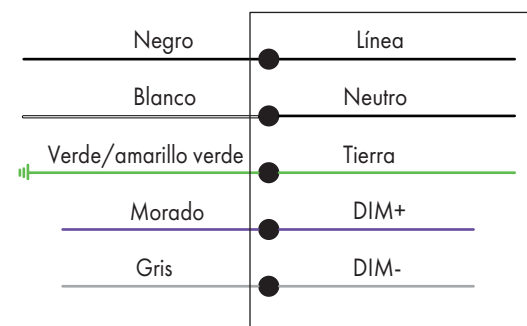 Negro Línea
Blanco Neutro
Verde/amarillo verde Tierra
Morado DIM+
Gris DIM-